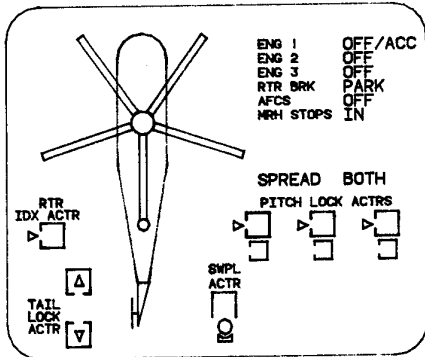 ENG 1 OFF/ACC
ENG 2 OFF
ENG 3 OFF
RTR BRK PARK
AFCS OFF
MRH STOPS IN
SPREAD BOTH
PITCH LOCK ACTRS
RTR
IDX ACTR
SWPL
ACTR
TAIL
LOCK
ACTR